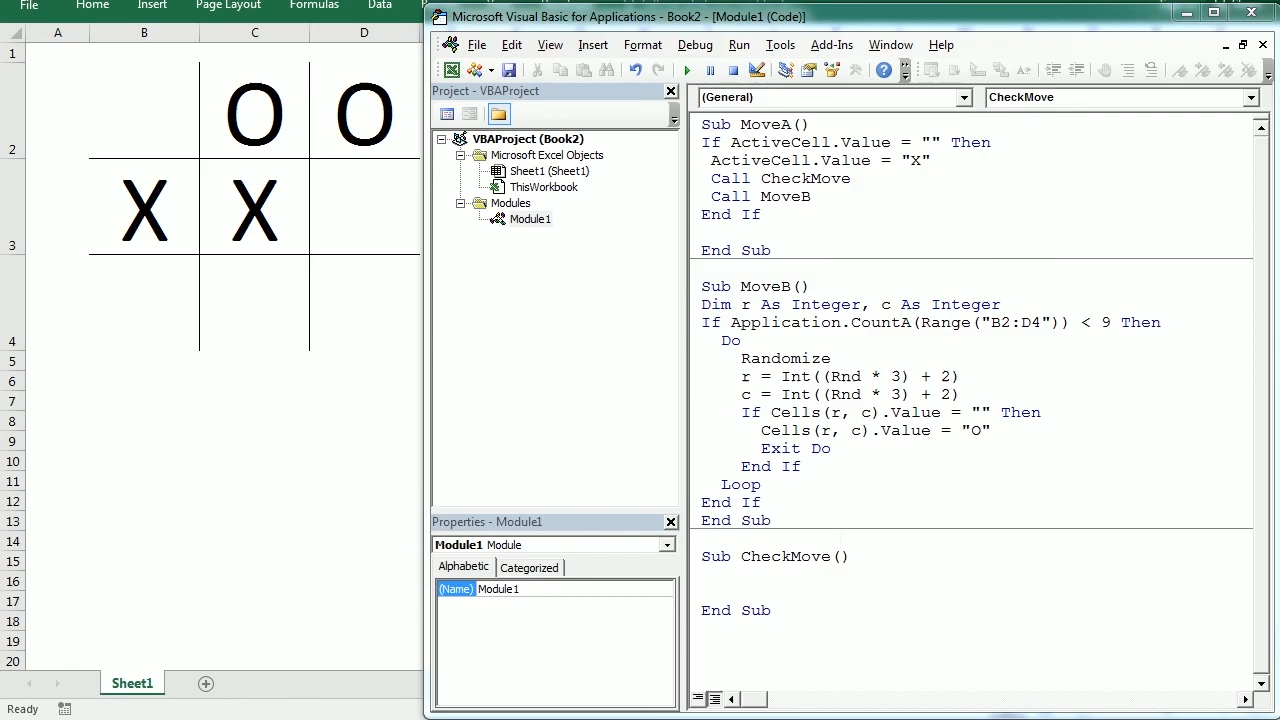 File Home Insert Page Layout Formulas Data
A B C D
1
O O
2
X X
3
4
5
6
7
8
9
10
11
12
13
14
15
16
17
18
19
20
Sheet1
Ready
Microsoft Visual Basic for Applications - Book2 - [Module1 (Code)]
File Edit View Insert Format Debug Run Tools Add-Ins Window Help
Project - VBAProject
VBAProject (Book2)
Microsoft Excel Objects
Sheet1 (Sheet1)
ThisWorkbook
Modules
Module1
Properties - Module1
Module1 Module
Alphabetic Categorized
(Name) Module1
(General) CheckMove
Sub MoveA()
If ActiveCell.Value = "" Then
ActiveCell.Value = "X"
Call CheckMove
Call MoveB
End If
End Sub
Sub MoveB()
Dim r As Integer, c As Integer
If Application.CountA(Range("B2:D4")) < 9 Then
Do
Randomize
r = Int((Rnd * 3) + 2)
c = Int((Rnd * 3) + 2)
If Cells(r, c).Value = "" Then
Cells(r, c).Value = "O"
Exit Do
End If
Loop
End If
End Sub
Sub CheckMove()
End Sub